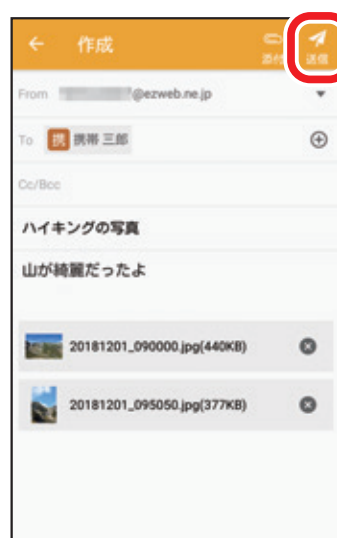 作成
添付
送信
From @ezweb.ne.jp
To 携 携帯 三郎
Cc/Bcc
ハイキングの写真
山が綺麗だったよ
20181201_090000.jpg(440KB)
20181201_095050.jpg(377KB)